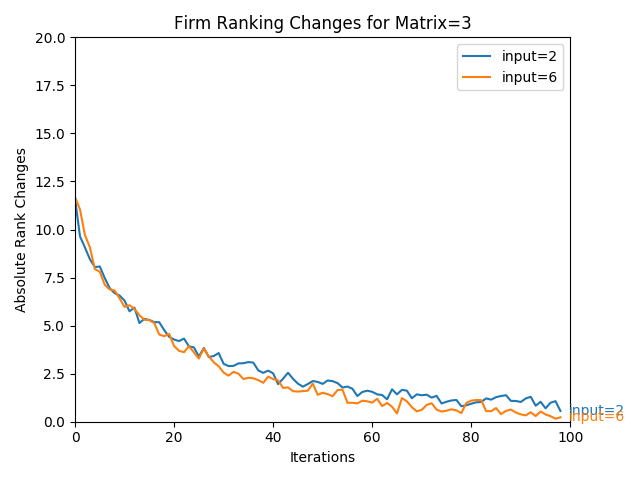 Firm Ranking Changes for Matrix=3
20.0
17.5
15.0
12.5
10.0
7.5
5.0
2.5
0.0
Absolute Rank Changes
input=2
input=6
input=2
input=6
0 20 40 60 80 100
Iterations